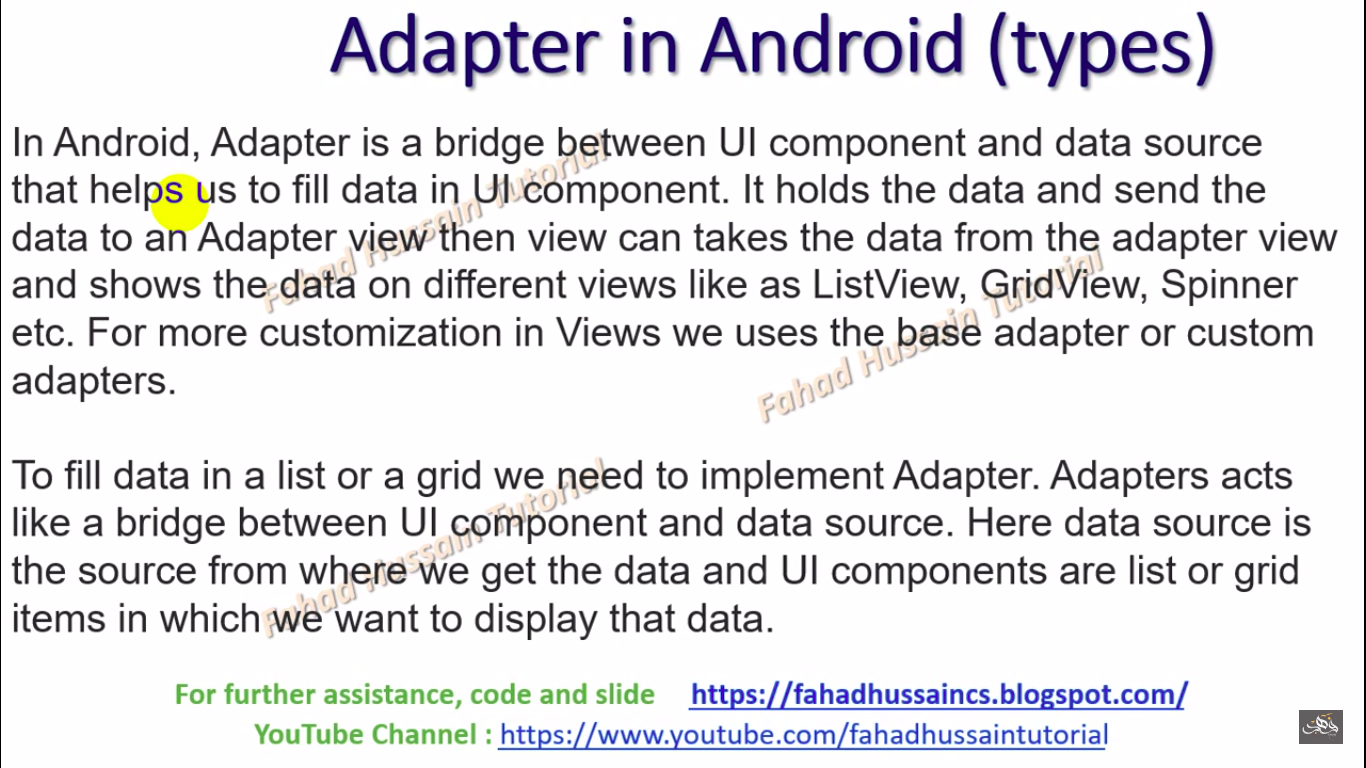 Adapter in Android (types)
In Android, Adapter is a bridge between UI component and data source
that helps us to fill data in UI component. It holds the data and send the
data to an Adapter view then view can takes the data from the adapter view
and shows the data on different views like as ListView, GridView, Spinner
etc. For more customization in Views we uses the base adapter or custom
adapters.
To fill data in a list or a grid we need to implement Adapter. Adapters acts
like a bridge between UI component and data source. Here data source is
the source from where we get the data and UI components are list or grid
items in which we want to display that data.
For further assistance, code and slide https://fahadhussaincs.blogspot.com/
YouTube Channel : https://www.youtube.com/fahadhussaintutorial
Fahad Hussain Tutorial
Fahad Hussain Tutorial
Fahad Hussain Tutorial